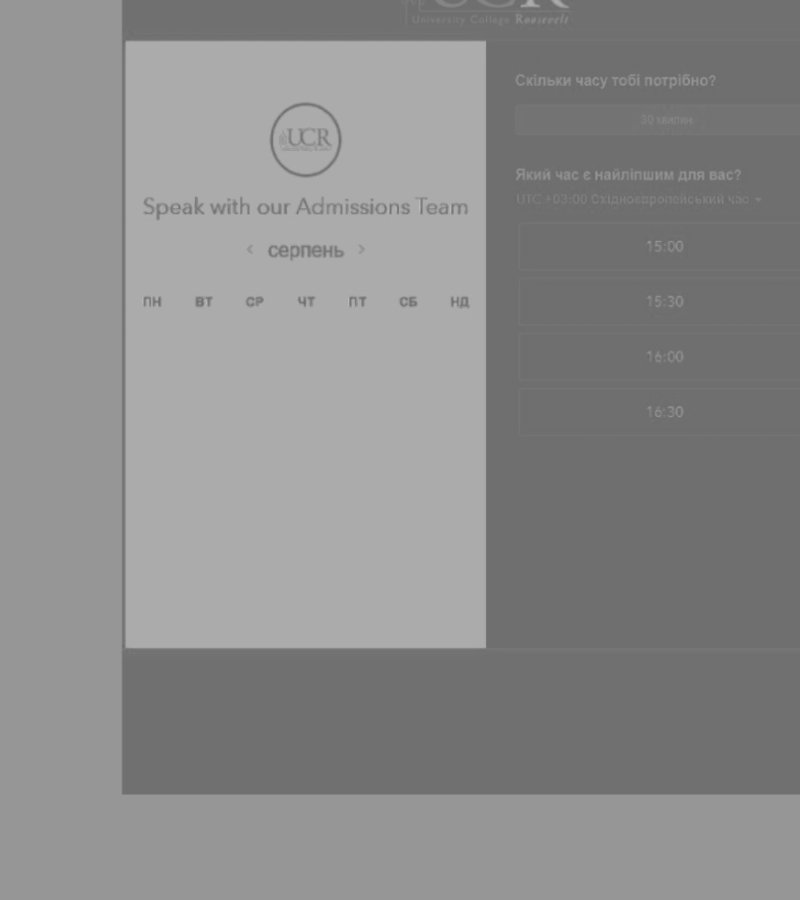 UCR
University College Roosevelt
UCR
Speak with our Admissions Team
< серпень >
ПН ВТ СР ЧТ ПТ СБ НД
Скільки часу тобі потрібно?
30 хвилин
Який час є найліпшим для вас?
UTC +03:00 Східноєвропейський час
15:00
15:30
16:00
16:30